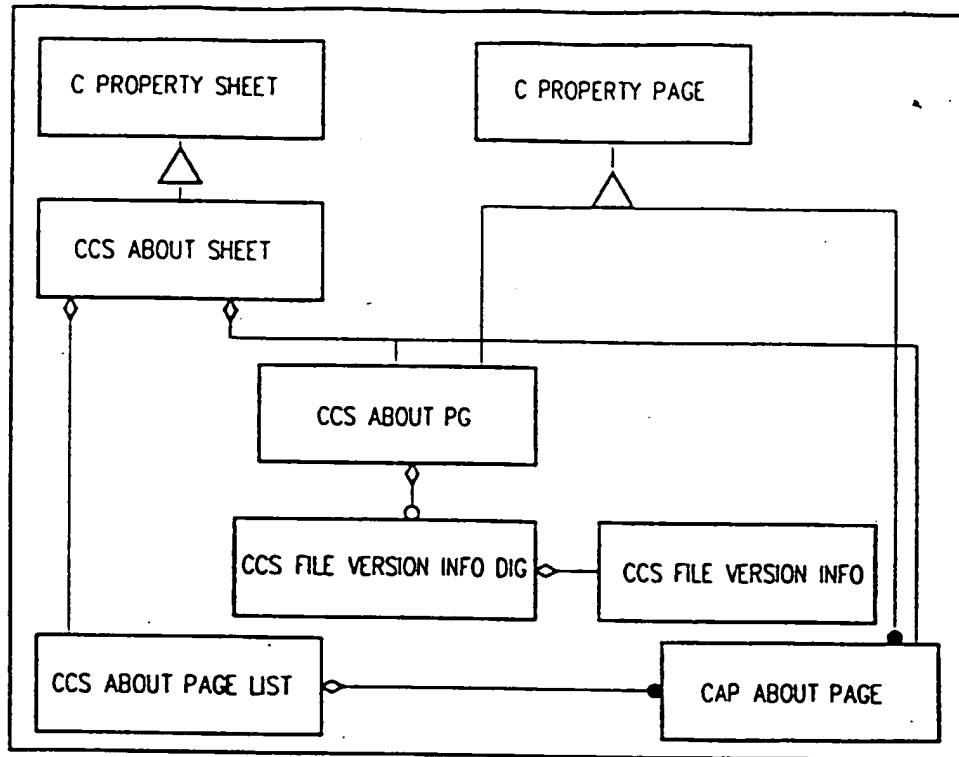 C PROPERTY SHEET
C PROPERTY PAGE
CCS ABOUT SHEET
CCS ABOUT PG
CCS FILE VERSION INFO DIG
CCS FILE VERSION INFO
CCS ABOUT PAGE LIST
CAP ABOUT PAGE